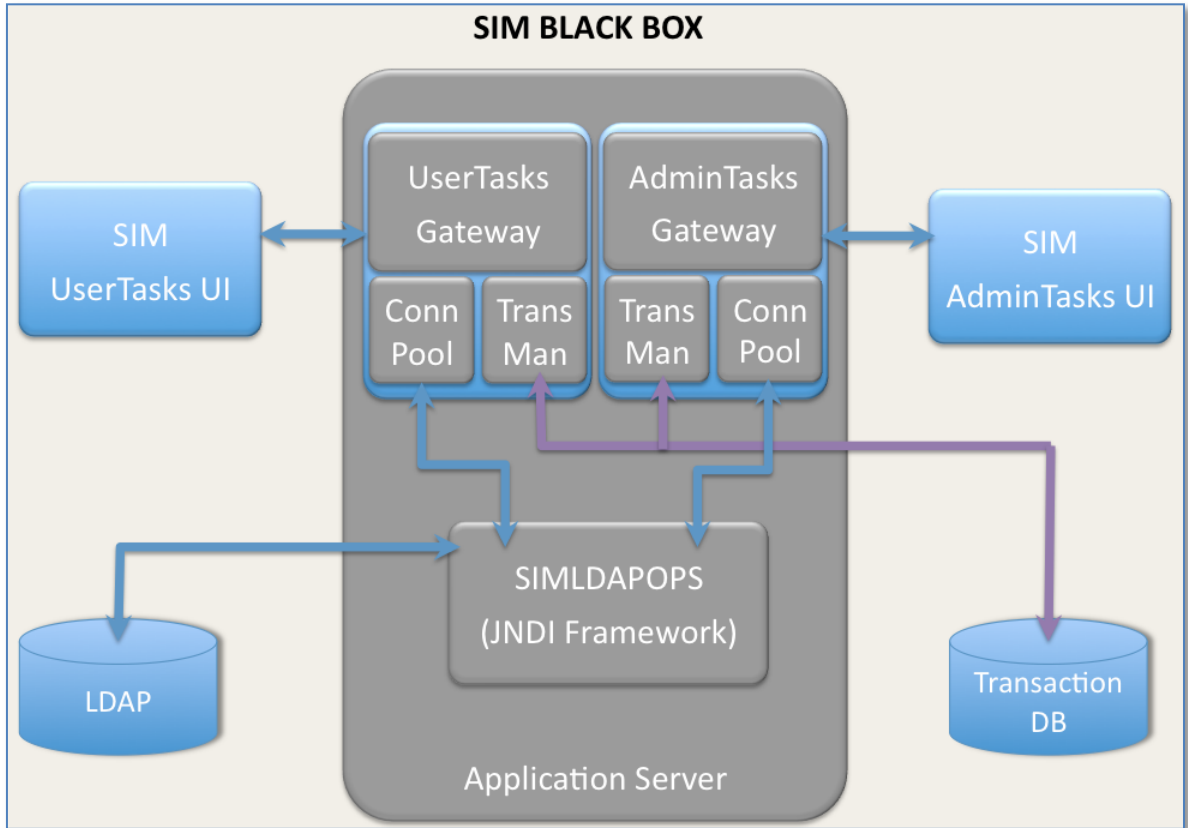 SIM BLACK BOX
UserTasks
Gateway
AdminTasks
Gateway
SIM
UserTasks UI
SIM
AdminTasks UI
Conn
Pool
Trans
Man
Trans
Man
Conn
Pool
SIMLDAPOPS
(JNDI Framework)
LDAP
Transaction
DB
Application Server